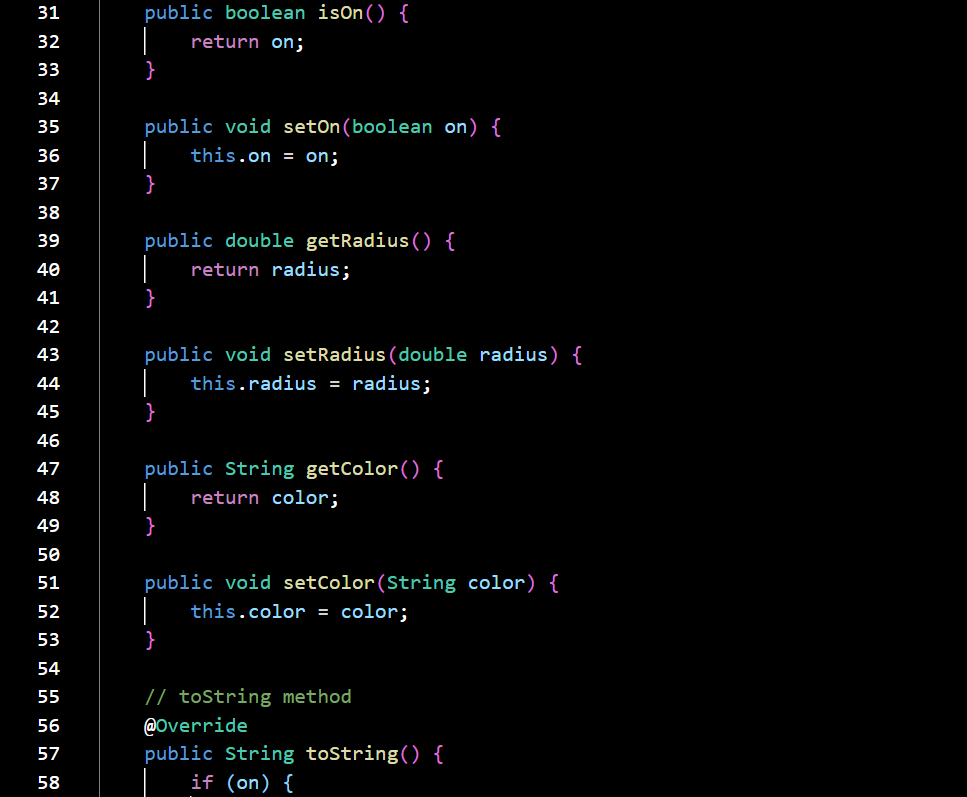 31 public boolean isOn() {
32 return on;
33 }
34
35 public void setOn(boolean on) {
36 this.on = on;
37 }
38
39 public double getRadius() {
40 return radius;
41 }
42
43 public void setRadius(double radius) {
44 this.radius = radius;
45 }
46
47 public String getColor() {
48 return color;
49 }
50
51 public void setColor(String color) {
52 this.color = color;
53 }
54
55 // toString method
56 @Override
57 public String toString() {
58 if (on) {